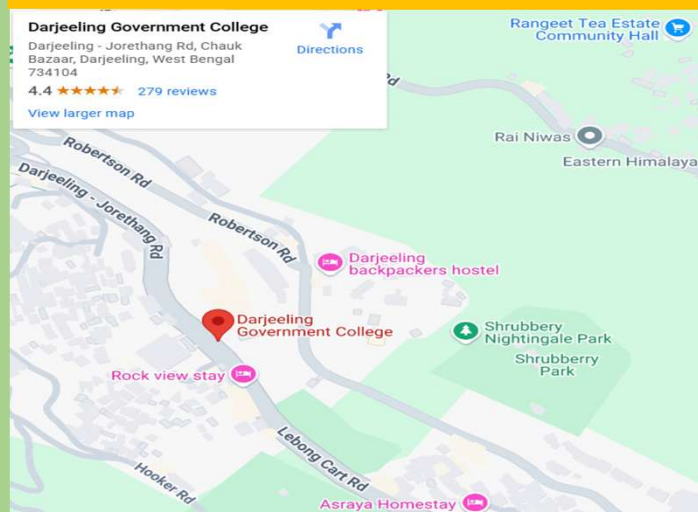 Darjeeling Government College
Darjeeling - Jorethang Rd, Chauk
Bazaar, Darjeeling, West Bengal
734104
4.4
279 reviews
View larger map
Directions
Rangeet Tea Estate
Community Hall
Rai Niwas
Eastern Himalaya
Robertson Rd
Darjeeling - Jorethang Rd
Robertson Rd
Darjeeling
backpackers hostel
Darjeeling
Government College
Shrubbery
Nightingale Park
Shrubbery
Park
Rock view stay
Lebong Cart Rd
Hooker Rd
Asraya Homestay